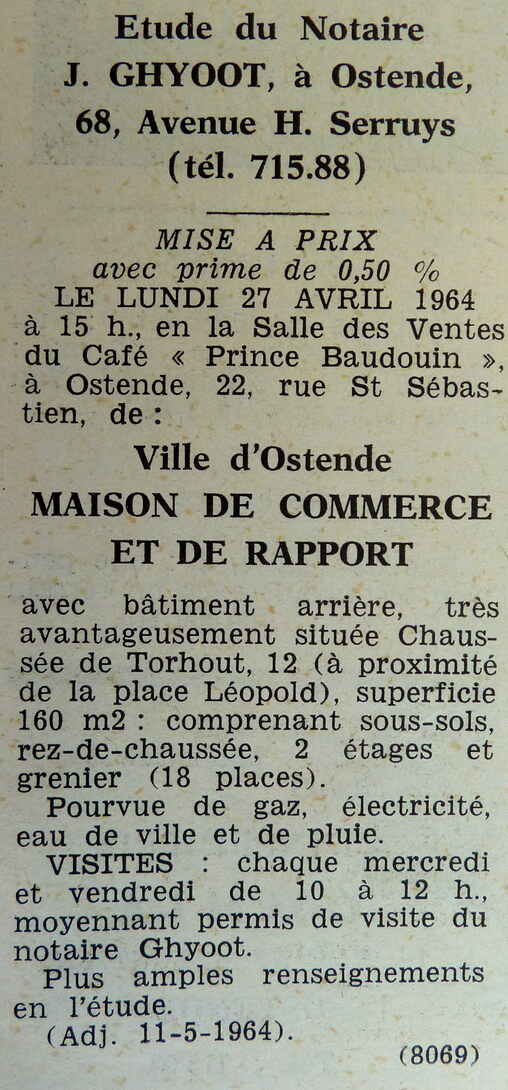 Etude du Notaire
J. GHYOOT, à Ostende,
68, Avenue H. Serruys
(tél. 715.88)
MISE A PRIX
avec prime de 0,50 %
LE LUNDI 27 AVRIL 1964
à 15 h., en la Salle des Ventes
du Café « Prince Baudouin »,
à Ostende, 22, rue St Sébas-
tien, de :
Ville d'Ostende
MAISON DE COMMERCE
ET DE RAPPORT
avec bâtiment arrière, très
avantageusement située Chaus-
sée de Torhout, 12 (à proximité
de la place Léopold), superficie
160 m2 : comprenant sous-sols,
rez-de-chaussée, 2 étages et
grenier (18 places).
Pourvue de gaz, électricité,
eau de ville et de pluie.
VISITES : chaque mercredi
et vendredi de 10 à 12 h.,
moyennant permis de visite du
notaire Ghyoot.
Plus amples renseignements
en l'étude.
(Adj. 11-5-1964).
(8069)